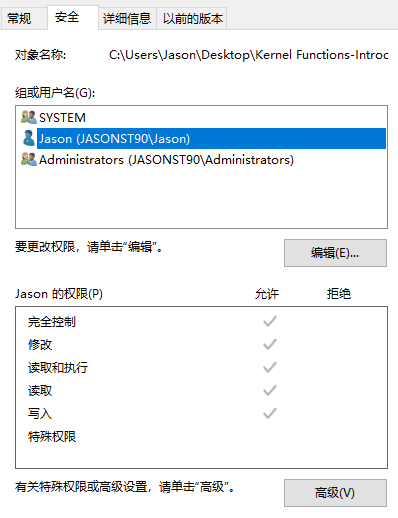 常规 安全 详细信息 以前的版本
对象名称: C:\Users\Jason\Desktop\Kernel Functions-Introc
组或用户名(G):
SYSTEM
Jason (JASONST90\Jason)
Administrators (JASONST90\Administrators)
要更改权限，请单击“编辑”。 编辑(E)...
Jason 的权限(P) 允许 拒绝
完全控制
修改
读取和执行
读取
写入
特殊权限
有关特殊权限或高级设置，请单击“高级”。 高级(V)